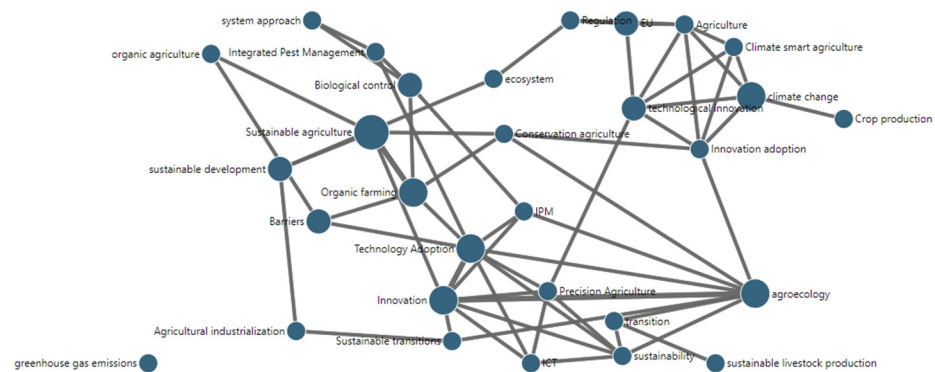 system approach
Regulation
EU
Agriculture
organic agriculture
Integrated Pest Management
Climate smart agriculture
Biological control
ecosystem
climate change
technological innovation
Crop production
Sustainable agriculture
Conservation agriculture
Innovation adoption
sustainable development
Organic farming
Barriers
IPM
Technology Adoption
Innovation
Precision Agriculture
agroecology
transition
Agricultural industrialization
Sustainable transitions
greenhouse gas emissions
ICT
sustainability
sustainable livestock production